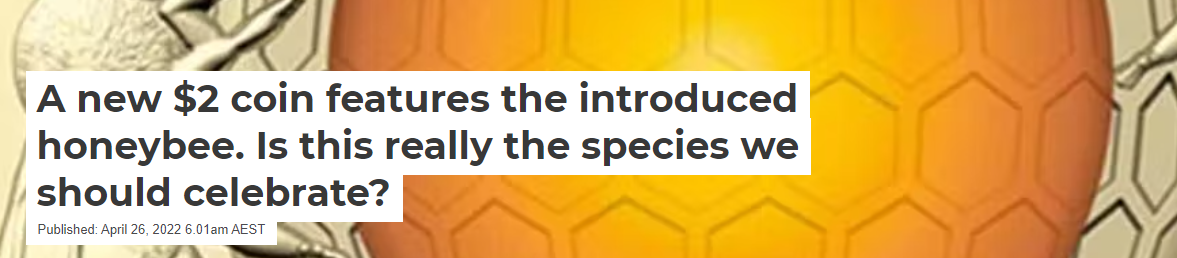 A new $2 coin features the introduced
honeybee. Is this really the species we
should celebrate?
Published: April 26, 2022 6.01am AEST